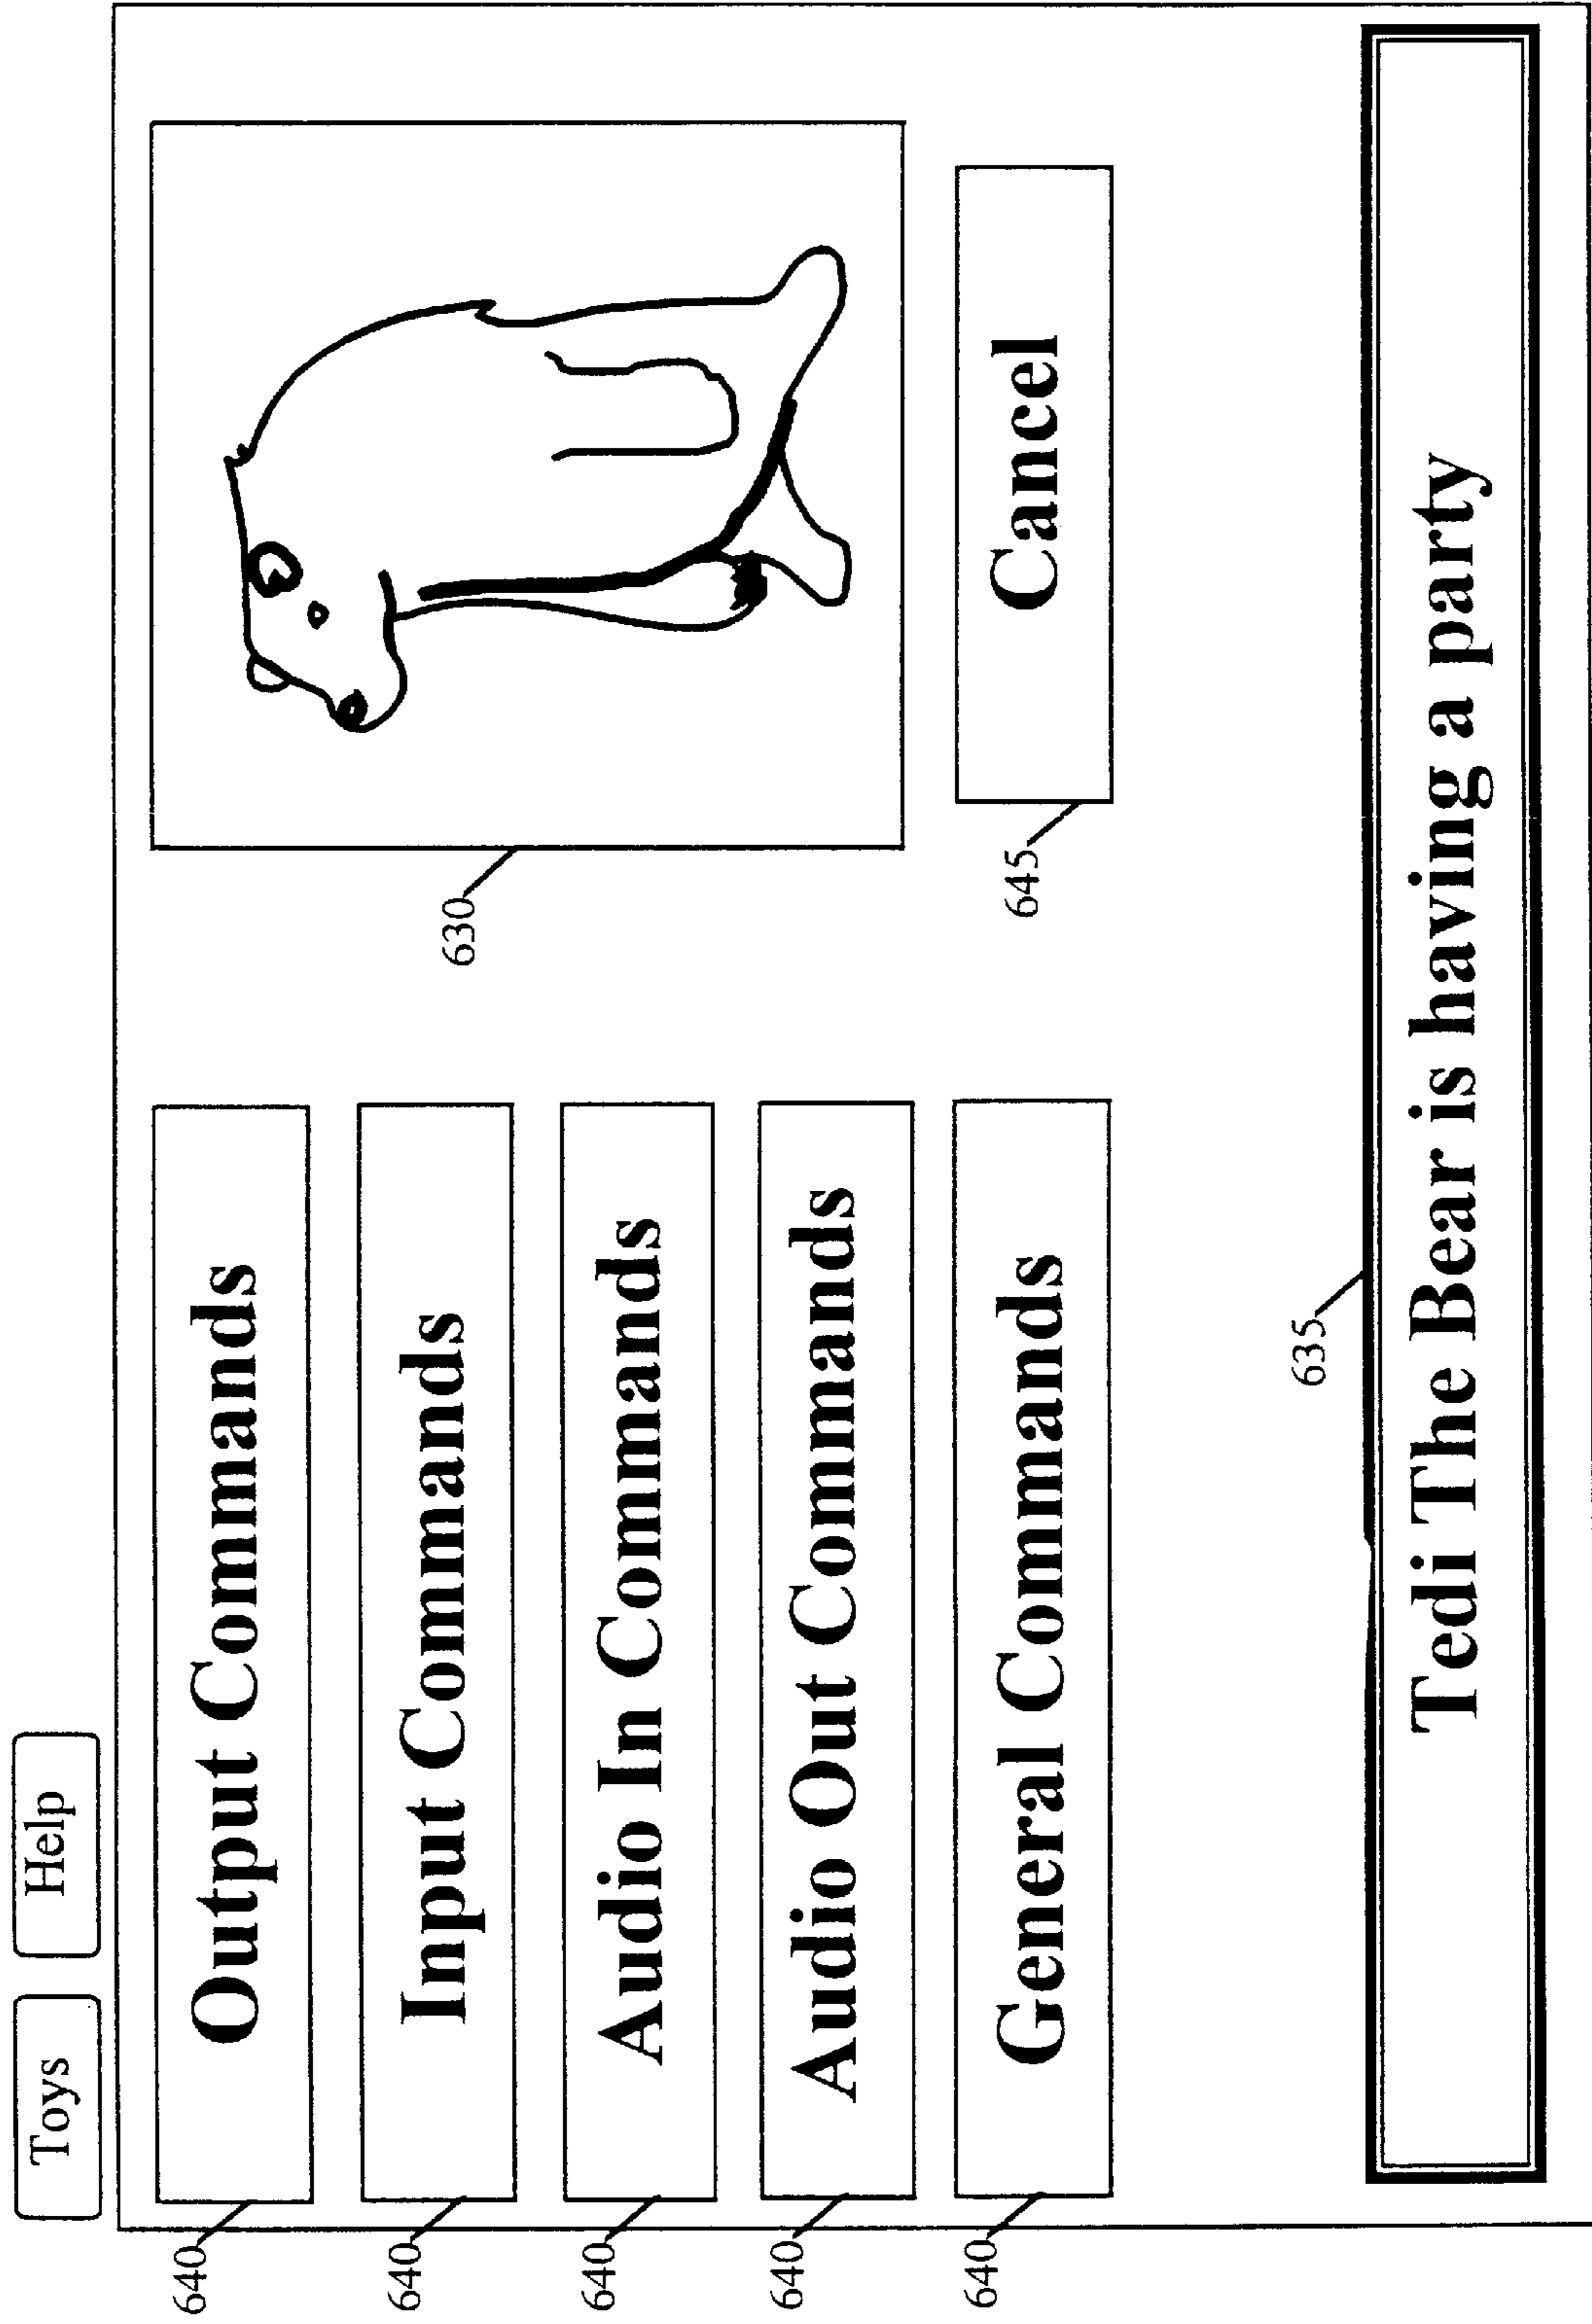 Toys
Help
640
Output Commands
640
Input Commands
640
Audio In Commands
640
Audio Out Commands
640
General Commands
630
645
Cancel
635
Tedi The Bear is having a party